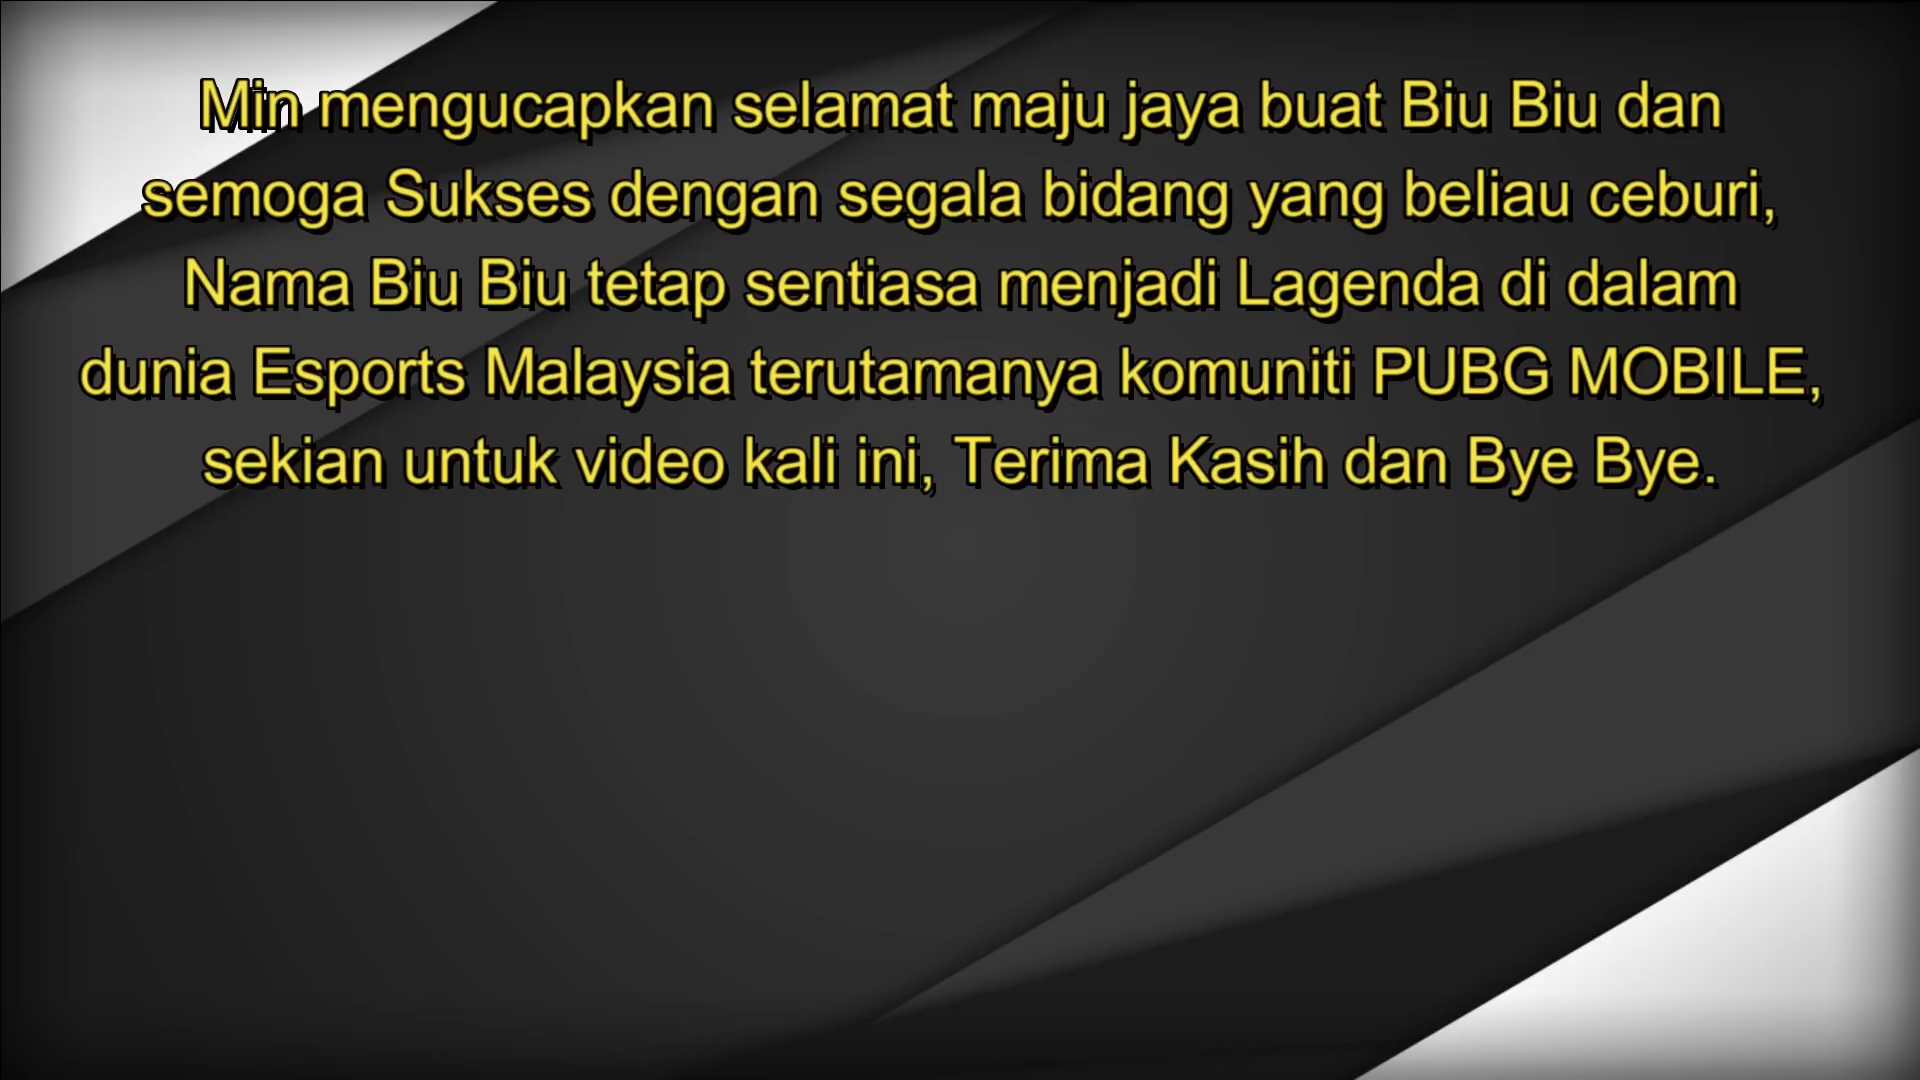 Min mengucapkan selamat maju jaya buat Biu Biu dan
semoga Sukses dengan segala bidang yang beliau ceburi,
Nama Biu Biu tetap sentiasa menjadi Lagenda di dalam
dunia Esports Malaysia terutamanya komuniti PUBG MOBILE,
sekian untuk video kali ini, Terima Kasih dan Bye Bye.